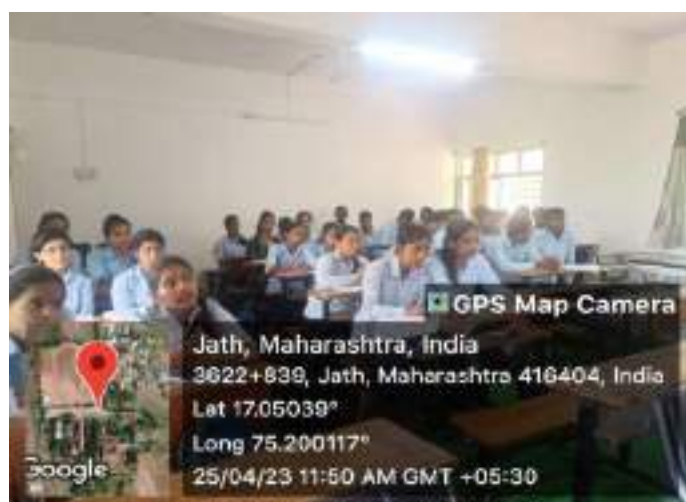 GPS Map Camera
Jath, Maharashtra, India
3622+839, Jath, Maharashtra 416404, India
Lat 17.05039°
Long 75.200117°
25/04/23 11:50 AM GMT +05:30
Google